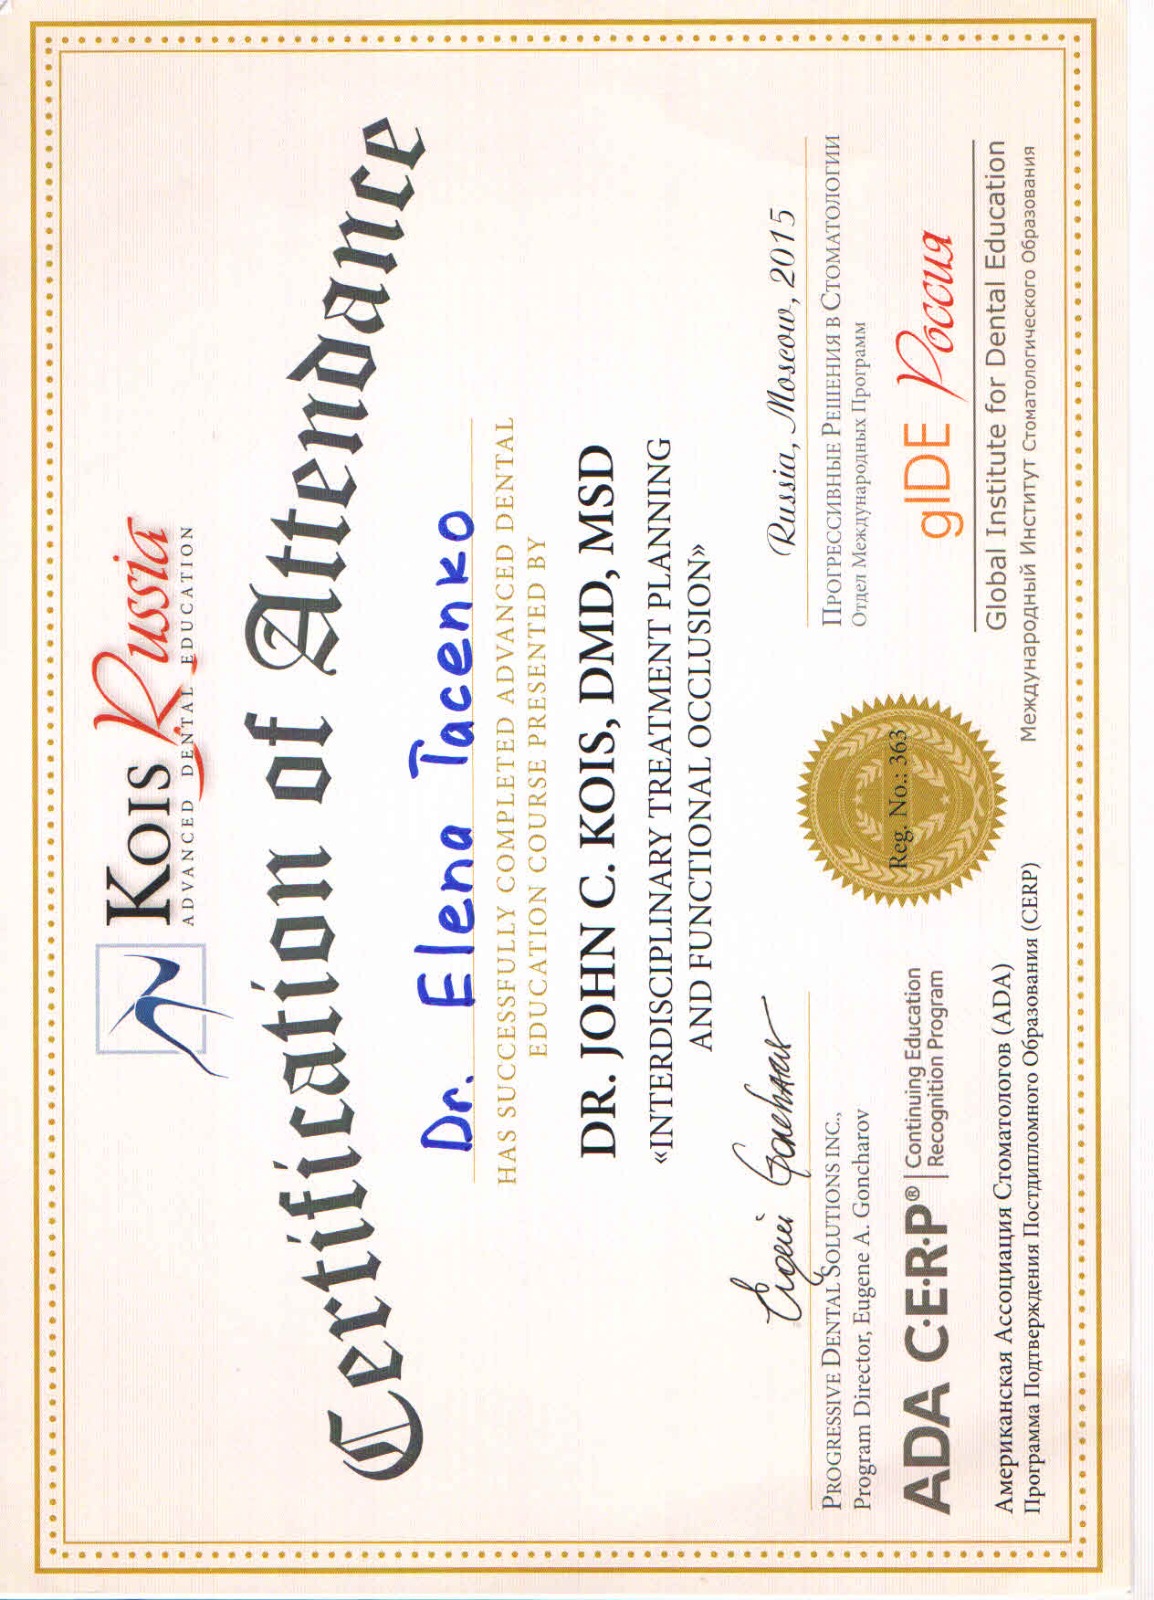 Kois Russia
ADVANCED DENTAL EDUCATION
Certification of Attendance
Dr. Elena Tacenko
HAS SUCCESSFULLY COMPLETED ADVANCED DENTAL
EDUCATION COURSE PRESENTED BY
DR. JOHN C. KOIS, DMD, MSD
«INTERDISCIPLINARY TREATMENT PLANNING
AND FUNCTIONAL OCCLUSION»
Evgenii Goncharov
PROGRESSIVE DENTAL SOLUTIONS INC.,
Program Director, Eugene A. Goncharov
ADA C·E·R·P® | Continuing Education
Recognition Program
Американская Ассоциация Стоматологов (ADA)
Программа Подтверждения Постдипломного Образования (CERP)
Reg. No.: 363
Russia, Moscow, 2015
ПРОГРЕССИВНЫЕ РЕШЕНИЯ В СТОМАТОЛОГИИ
Отдел Международных Программ
gIDE Россия
Global Institute for Dental Education
Международный Институт Стоматологического Образования